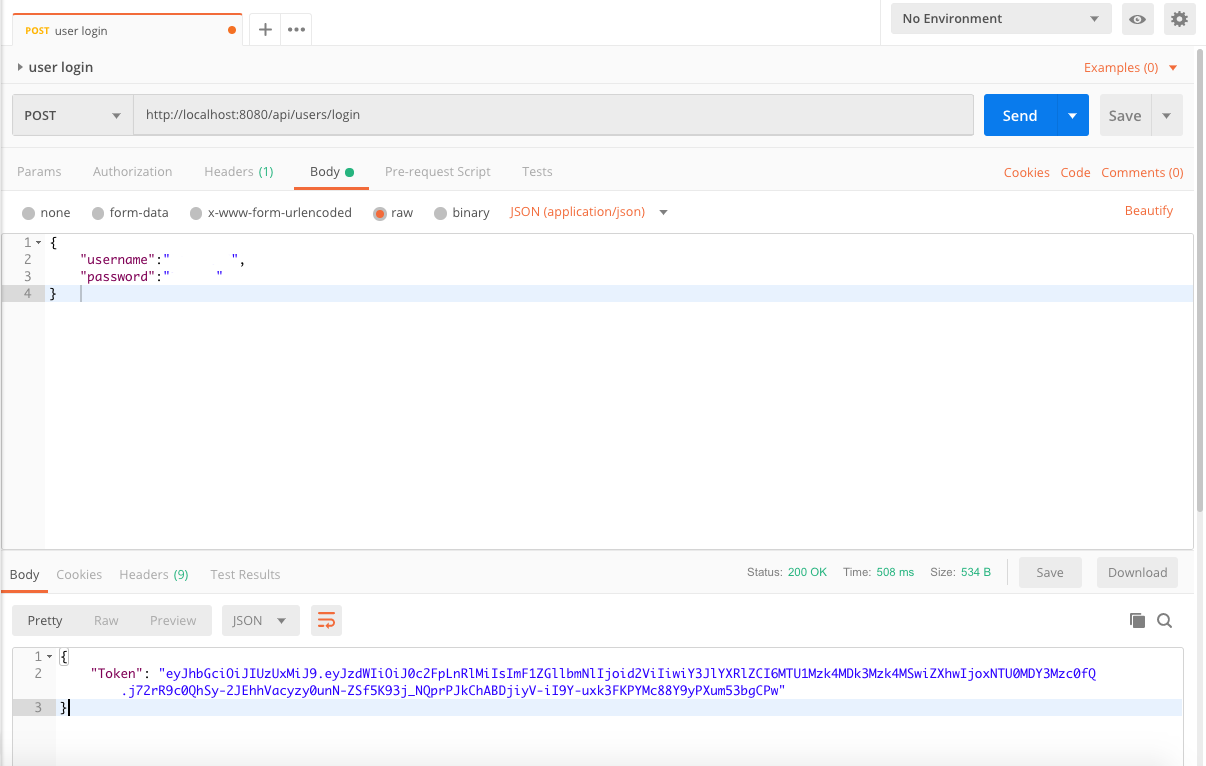 POST user login
No Environment
user login
Examples (0)
POST http://localhost:8080/api/users/login Send Save
Params Authorization Headers (1) Body Pre-request Script Tests Cookies Code Comments (0)
none form-data x-www-form-urlencoded raw binary JSON (application/json) Beautify
1 {
2 "username":" ",
3 "password":" "
4 }
Body Cookies Headers (9) Test Results Status: 200 OK Time: 508 ms Size: 534 B Save Download
Pretty Raw Preview JSON
1 {
2 "Token": "eyJhbGciOiJIUzUxMiJ9.eyJzdWIiOiJ0c2FpLnRlMiIsImF1ZGllbmNlIjoid2ViIiwiY3JlYXRlZCI6MTU1Mzk4MDk3Mzk4MSwiZXhwIjoxNTU0MDY3Mzc0fQ
.j72rR9c0QhSy-2JEhhVacyzy0unN-ZSf5K93j_NQprPJkChABDjiyV-iI9Y-uxk3FKPYMc88Y9yPXum53bgCPw"
3 }